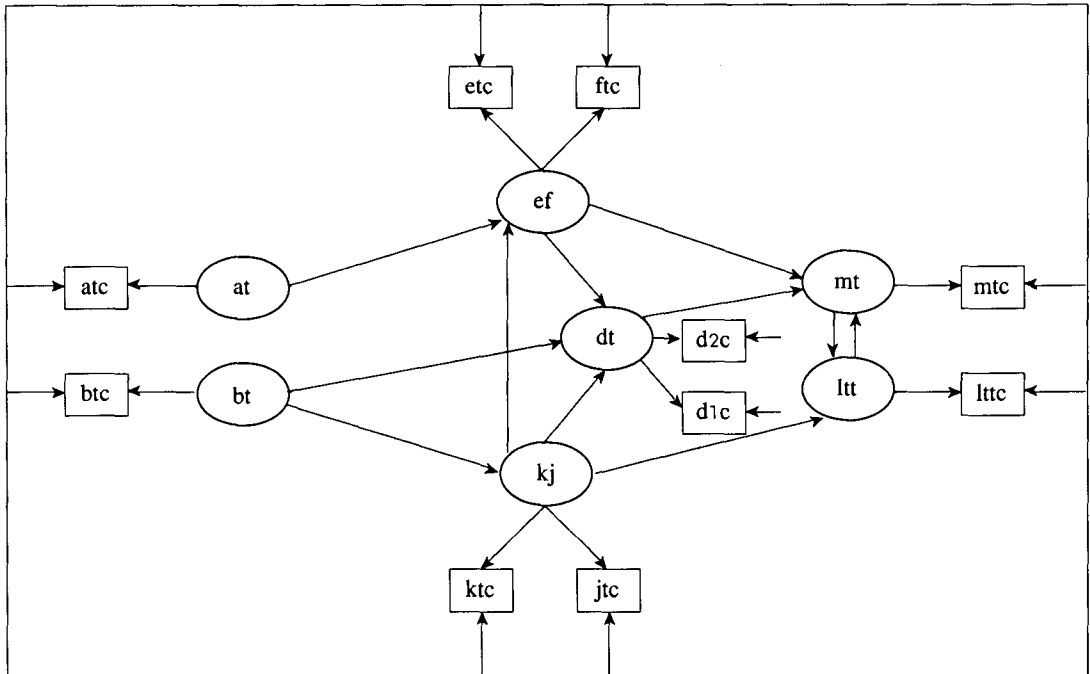 etc
ftc
ef
atc
at
mt
mtc
dt
d2c
btc
bt
ltt
lttc
d1c
kj
ktc
jtc